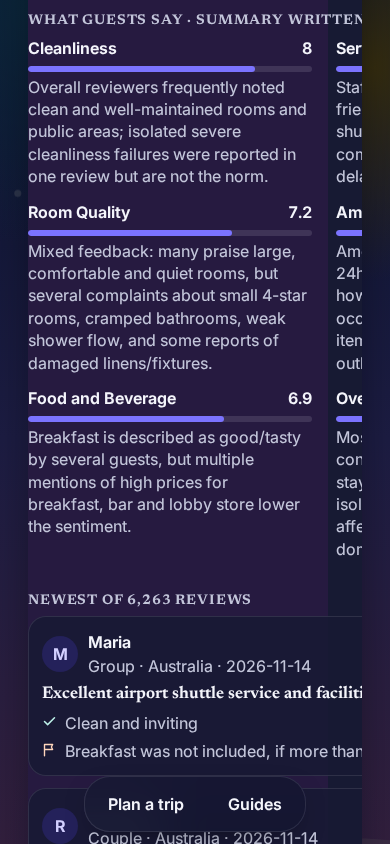 WHAT GUESTS SAY · SUMMARY WRITTEN
Cleanliness 8
Overall reviewers frequently noted
clean and well-maintained rooms and
public areas; isolated severe
cleanliness failures were reported in
one review but are not the norm.
Room Quality 7.2
Mixed feedback: many praise large,
comfortable and quiet rooms, but
several complaints about small 4-star
rooms, cramped bathrooms, weak
shower flow, and some reports of
damaged linens/fixtures.
Food and Beverage 6.9
Breakfast is described as good/tasty
by several guests, but multiple
mentions of high prices for
breakfast, bar and lobby store lower
the sentiment.
NEWEST OF 6,263 REVIEWS
M
Maria
Group · Australia · 2026-11-14
Excellent airport shuttle service and
Clean and inviting
Breakfast was not included, if more than
Plan a trip Guides
R
Couple · Australia · 2026-11-14